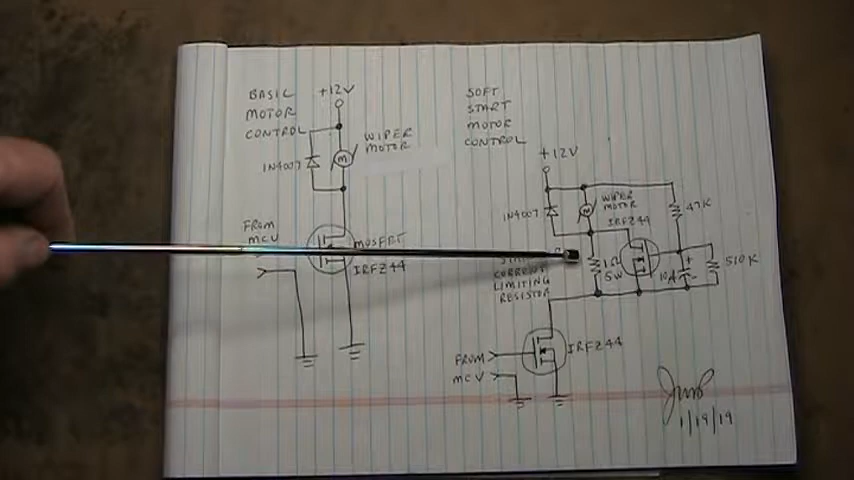 BASIC
MOTOR
CONTROL
+12V
1N4007
M
WIPER
MOTOR
FROM
MCU
MOSFET
IRFZ44
SOFT
START
MOTOR
CONTROL
+12V
1N4007
WIPER
MOTOR
IRFZ44
47K
START
CURRENT
LIMITING
RESISTOR
1Ω
5W
+
510K
FROM
MCU
IRFZ44
1/19/19